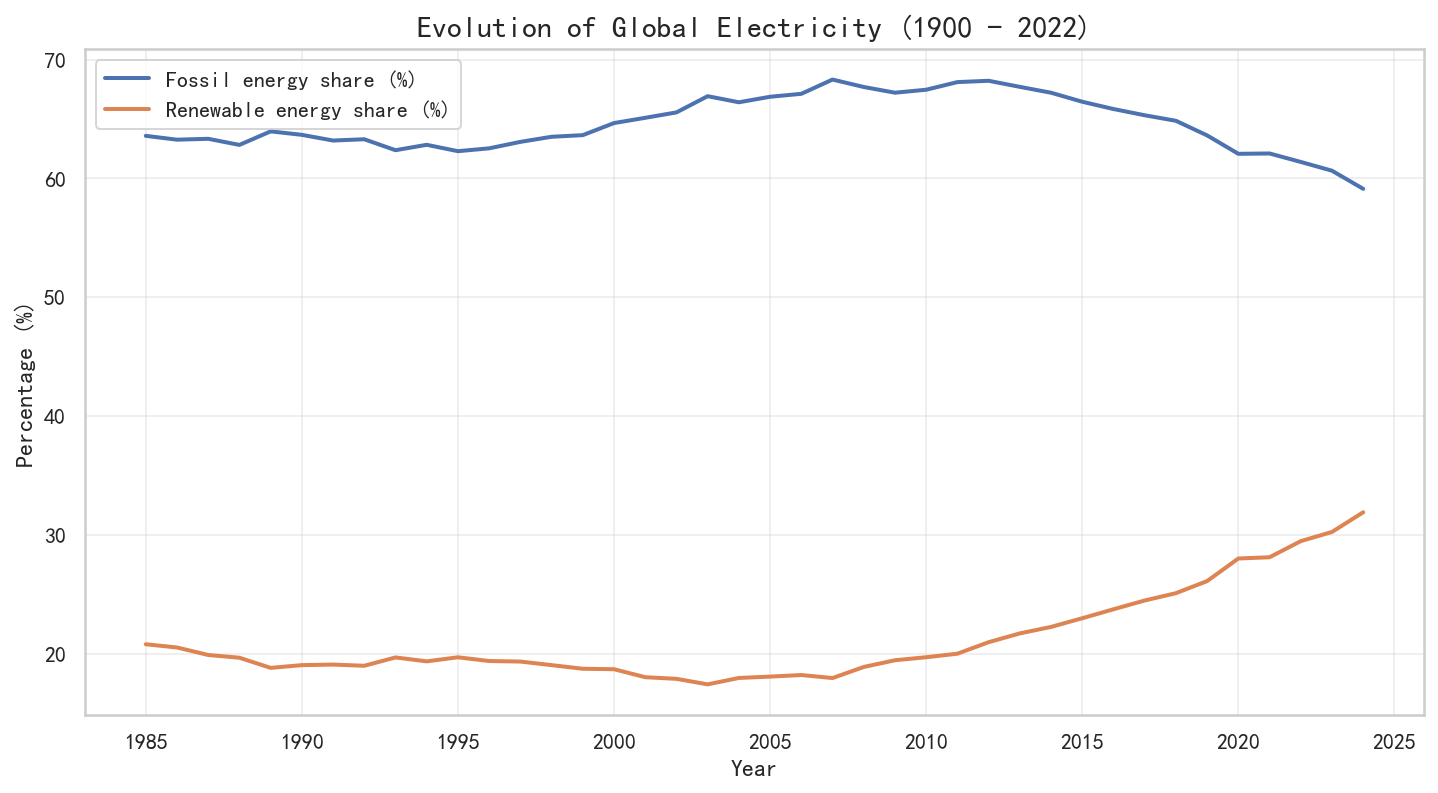 Evolution of Global Electricity (1900 - 2022)
Fossil energy share (%)
Renewable energy share (%)
Percentage (%)
70
60
50
40
30
20
1985 1990 1995 2000 2005 2010 2015 2020 2025
Year